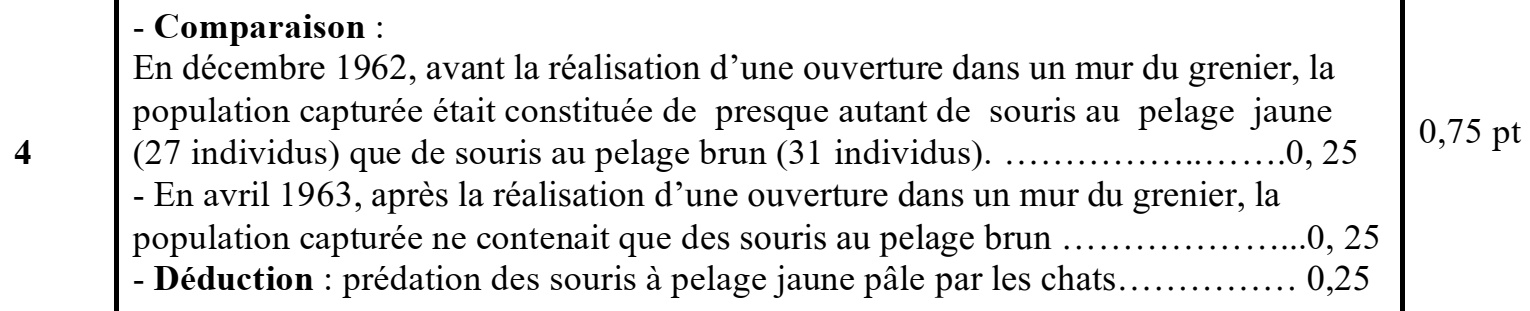 - Comparaison :
En décembre 1962, avant la réalisation d’une ouverture dans un mur du grenier, la
population capturée était constituée de presque autant de souris au pelage jaune
(27 individus) que de souris au pelage brun (31 individus). ……………..…….0, 25
- En avril 1963, après la réalisation d’une ouverture dans un mur du grenier, la
population capturée ne contenait que des souris au pelage brun …………………...0, 25
- Déduction : prédation des souris à pelage jaune pâle par les chats…………… 0,25
4
0,75 pt